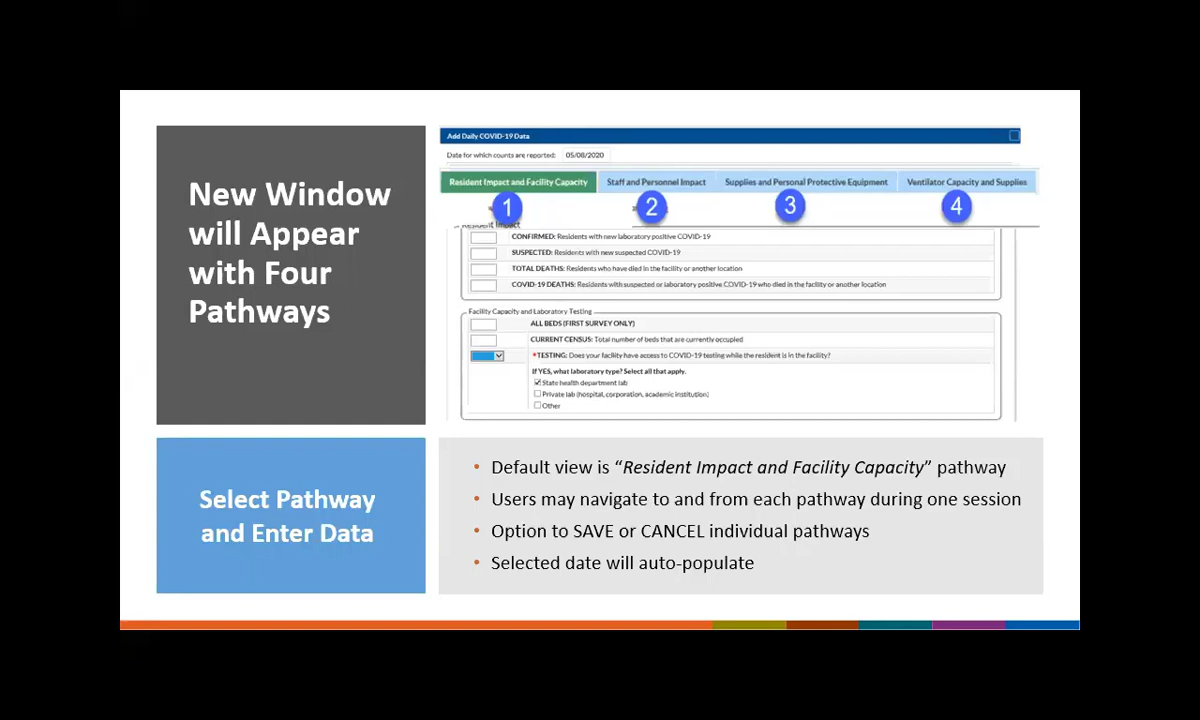 New Window
will Appear
with Four
Pathways
Add Daily COVID-19 Data
Date for which counts are reported: 05/08/2020
Resident Impact and Facility Capacity
Staff and Personnel Impact
Supplies and Personal Protective Equipment
Ventilator Capacity and Supplies
1
2
3
4
Resident Impact
CONFIRMED: Residents with new laboratory positive COVID-19
SUSPECTED: Residents with new suspected COVID-19
TOTAL DEATHS: Residents who have died in the facility or another location
COVID-19 DEATHS: Residents with suspected or laboratory positive COVID-19 who died in the facility or another location
Facility Capacity and Laboratory Testing
ALL BEDS (FIRST SURVEY ONLY)
CURRENT CENSUS: Total number of beds that are currently occupied
*TESTING: Does your facility have access to COVID-19 testing while the resident is in the facility?
If YES, what laboratory type? Select all that apply.
State health department lab
Private lab (hospital, corporation, academic institution)
Other
Select Pathway
and Enter Data
• Default view is “Resident Impact and Facility Capacity” pathway
• Users may navigate to and from each pathway during one session
• Option to SAVE or CANCEL individual pathways
• Selected date will auto-populate